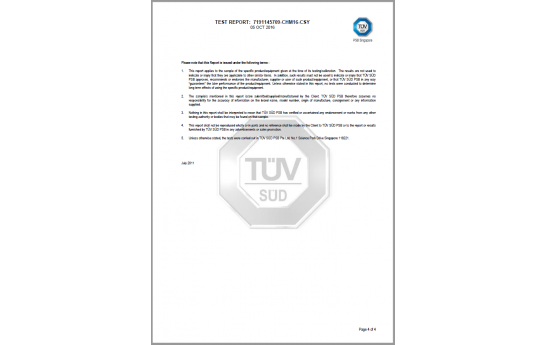 TEST REPORT: 7191145769-CHM16-CSY
05 OCT 2016
TÜV
SÜD
PSB Singapore
Please note that this Report is issued under the following terms:
1. This report applies to the sample of the specific product/equipment given at the time of its testing/calibration. The results are not used to
indicate or imply that they are applicable to other similar items. In addition, such results must not be used to indicate or imply that TÜV SÜD
PSB approves, recommends or endorses the manufacturer, supplier or user of such product/equipment, or that TÜV SÜD PSB in any way
"guarantees" the later performance of the product/equipment. Unless otherwise stated in this report, no tests were conducted to determine
long term effects of using the specific product/equipment.
2. The sample/s mentioned in this report is/are submitted/supplied/manufactured by the Client. TÜV SÜD PSB therefore assumes no
responsibility for the accuracy of information on the brand name, model number, origin of manufacture, consignment or any information
supplied.
3. Nothing in this report shall be interpreted to mean that TÜV SÜD PSB has verified or ascertained any endorsement or marks from any other
testing authority or bodies that may be found on that sample.
4. This report shall not be reproduced wholly or in parts and no reference shall be made by the Client to TÜV SÜD PSB or to the report or results
furnished by TÜV SÜD PSB in any advertisements or sales promotion.
5. Unless otherwise stated, the tests were carried out in TÜV SÜD PSB Pte Ltd, No.1 Science Park Drive Singapore 118221.
July 2011
TÜV
SÜD
Page 4 of 4